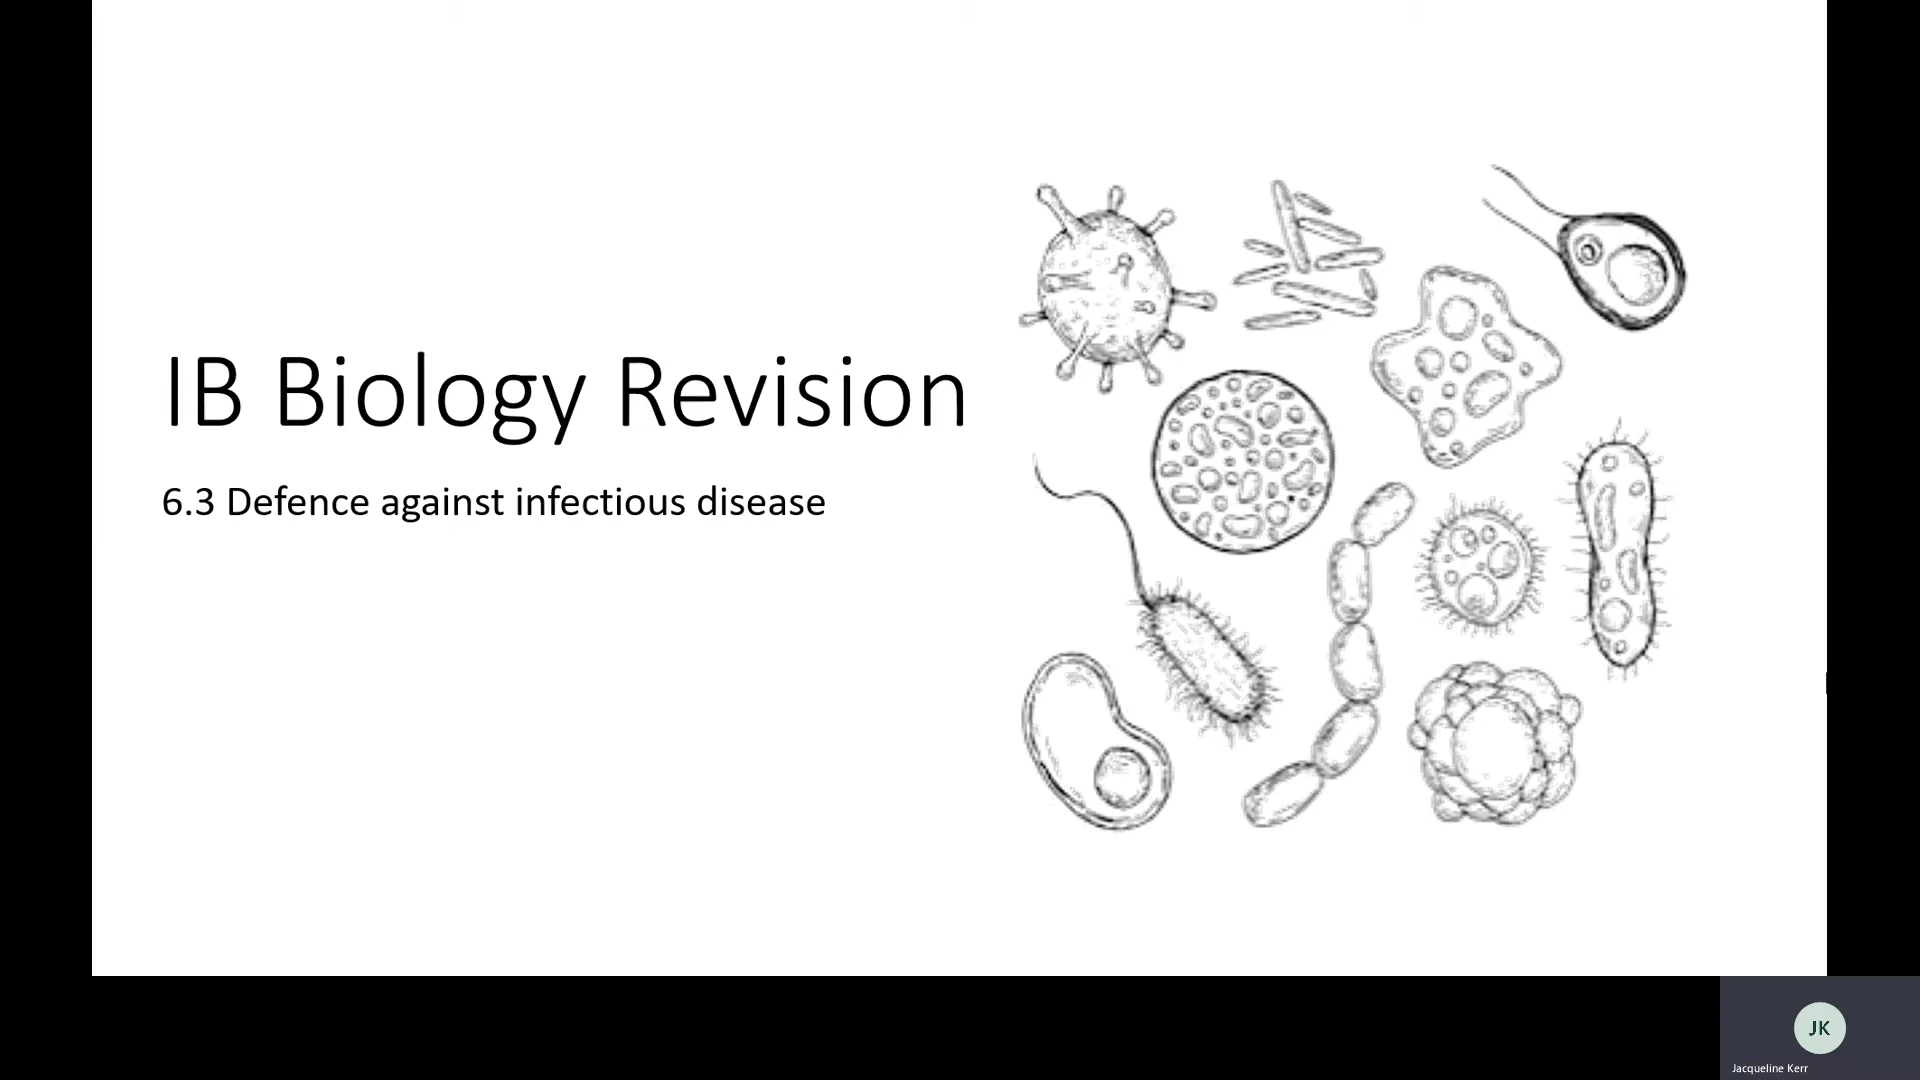 IB Biology Revision
6.3 Defence against infectious disease
JK
Jacqueline Kerr